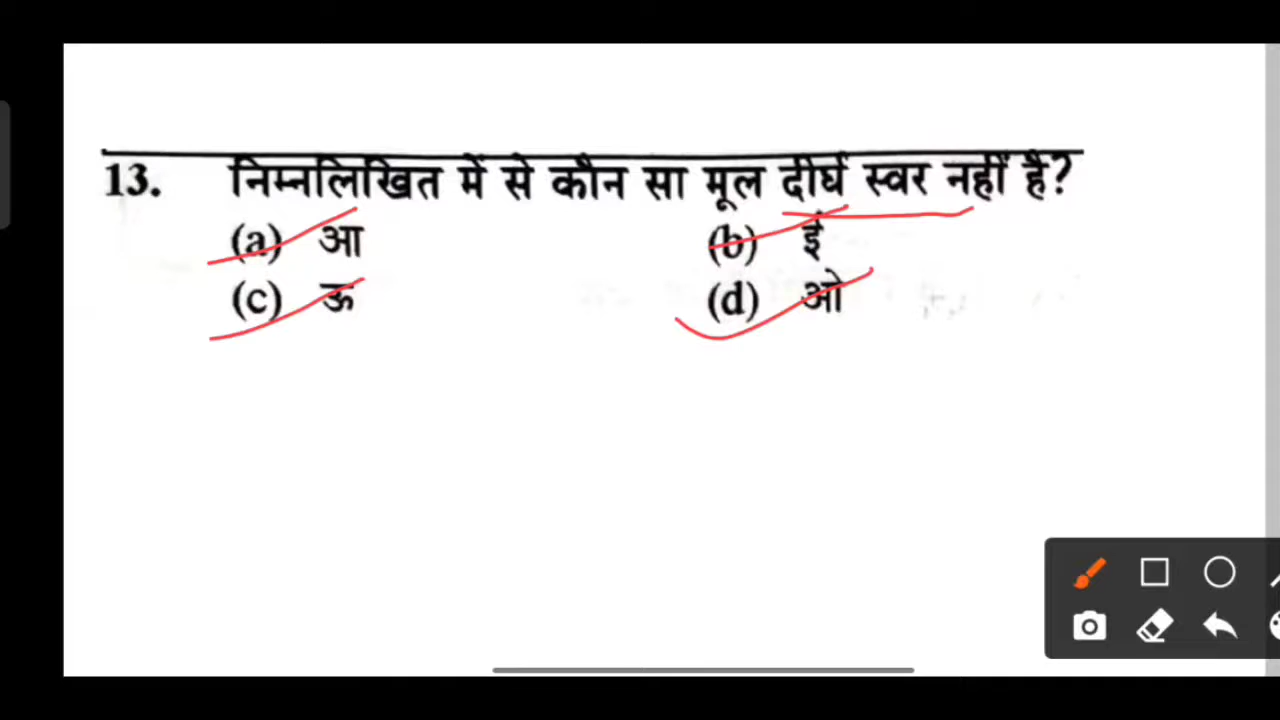 13. निम्नलिखित में से कौन सा मूल दीर्घ स्वर नहीं है?
(a) आ (b) ई
(c) ऊ (d) ओ